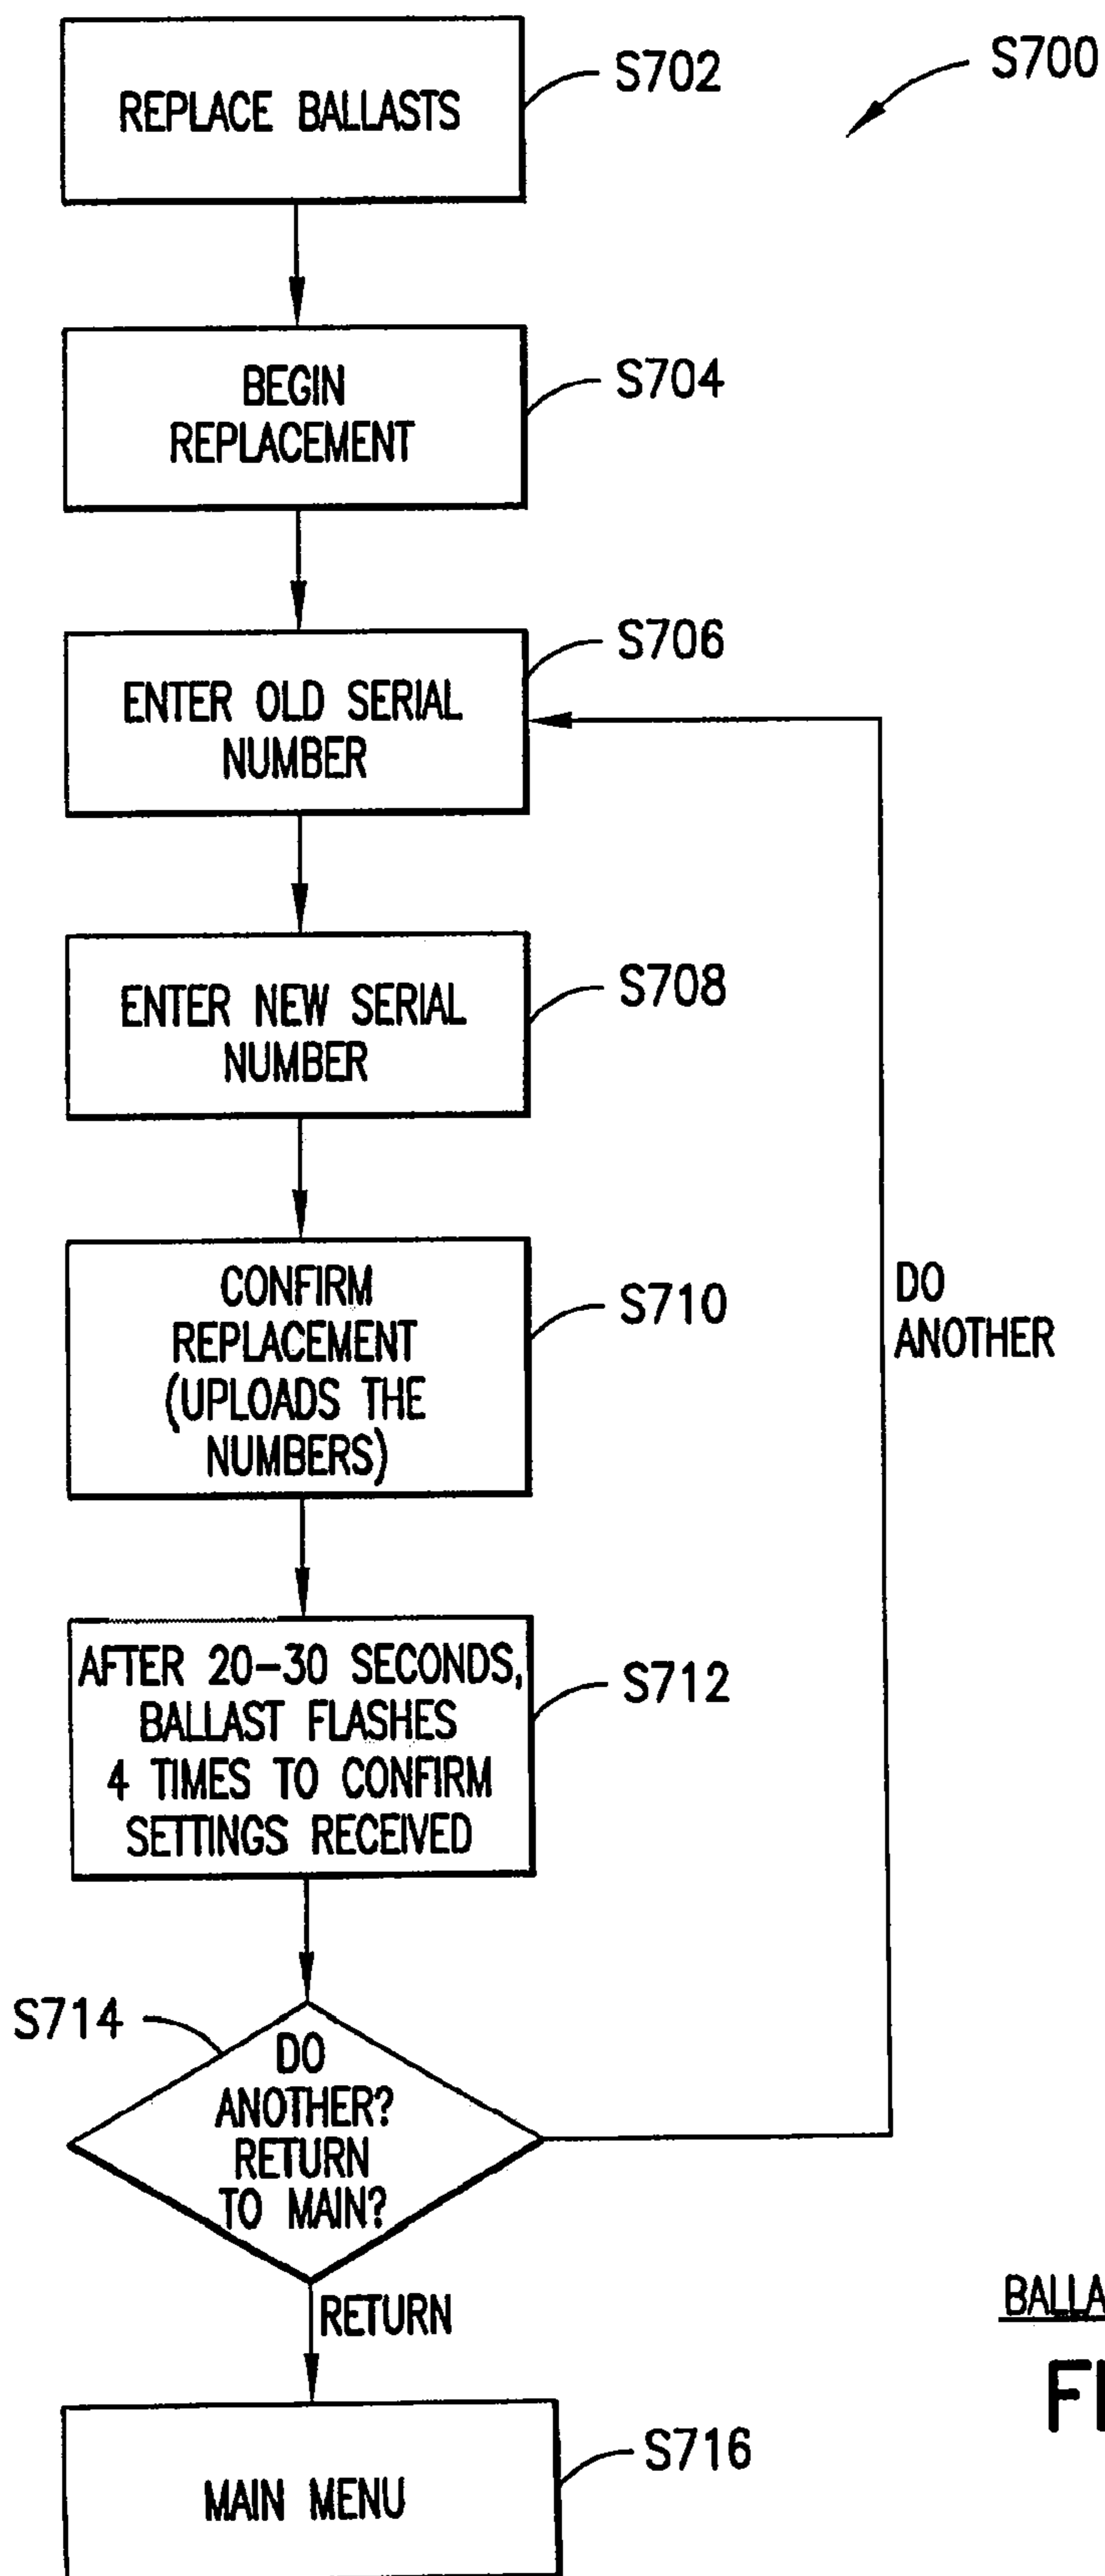 REPLACE BALLASTS
S702
S700
BEGIN
REPLACEMENT
S704
ENTER OLD SERIAL
NUMBER
S706
ENTER NEW SERIAL
NUMBER
S708
CONFIRM
REPLACEMENT
(UPLOADS THE
NUMBERS)
S710
DO
ANOTHER
AFTER 20-30 SECONDS,
BALLAST FLASHES
4 TIMES TO CONFIRM
SETTINGS RECEIVED
S712
S714
DO
ANOTHER?
RETURN
TO MAIN?
RETURN
MAIN MENU
S716